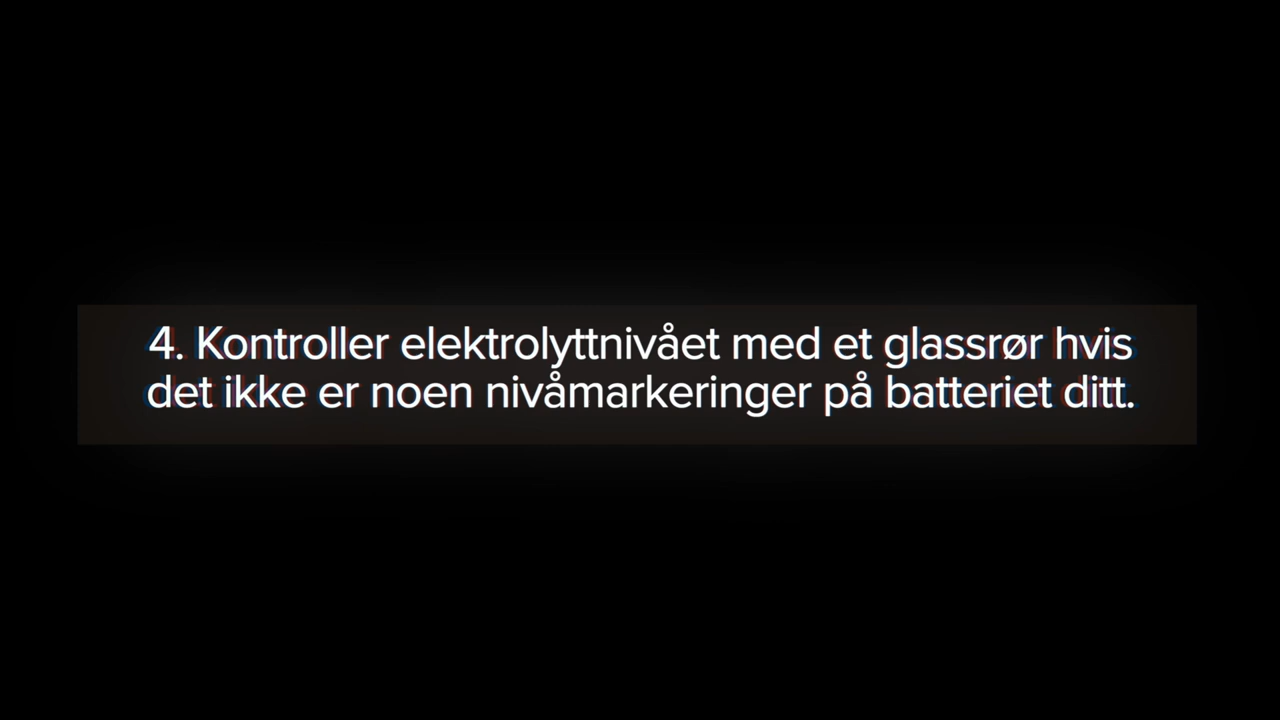 4. Kontroller elektrolyttnivået med et glassrør hvis
det ikke er noen nivåmarkeringer på batteriet ditt.